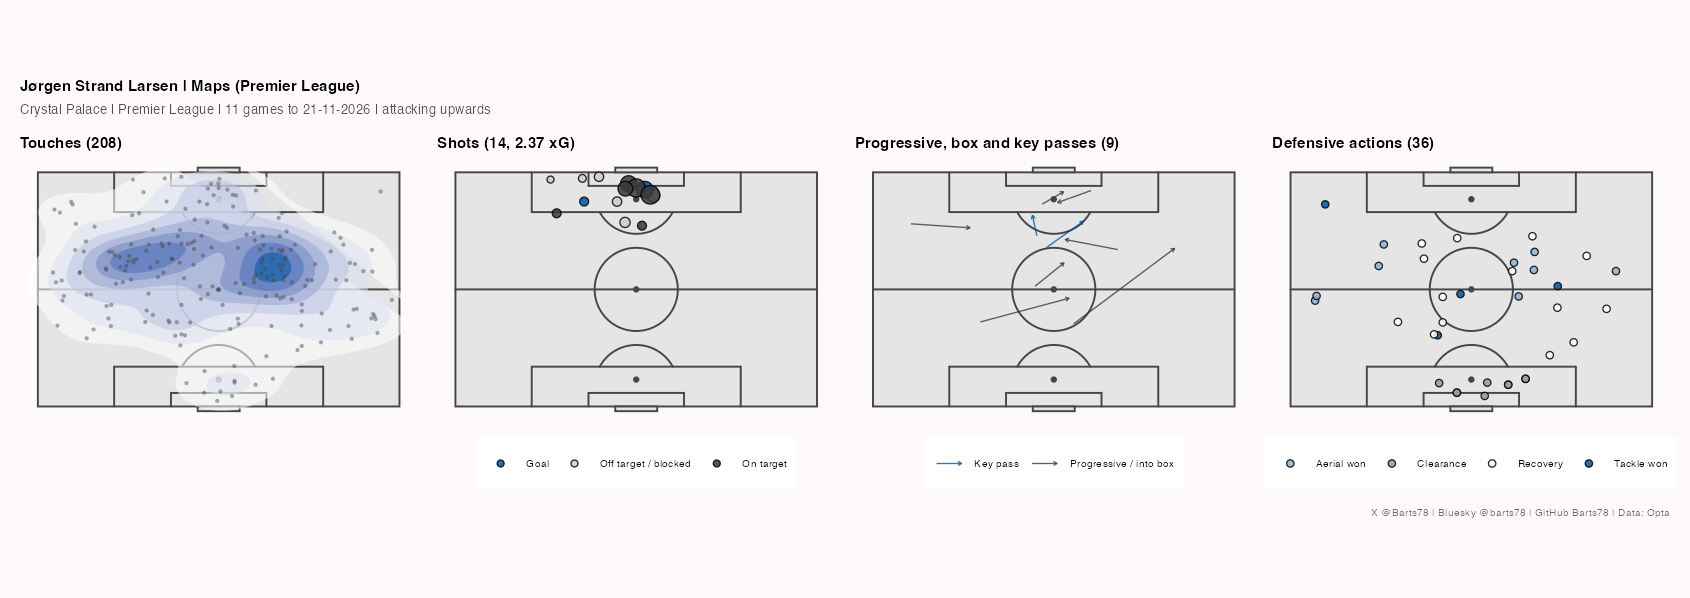 Jørgen Strand Larsen | Maps (Premier League)
Crystal Palace | Premier League | 11 games to 21-11-2026 | attacking upwards
Touches (208)
Shots (14, 2.37 xG)
Progressive, box and key passes (9)
Defensive actions (36)
Goal
Off target / blocked
On target
Key pass
Progressive / into box
Aerial won
Clearance
Recovery
Tackle won
X @Barts78 | Bluesky @barts78 | GitHub Barts78 | Data: Opta